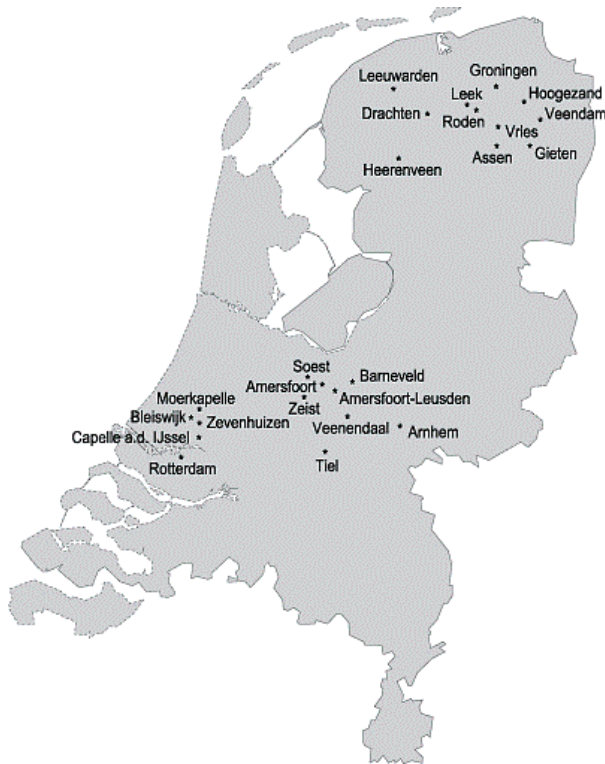 Groningen
Leeuwarden
Leek
Hoogezand
Drachten
Roden
Veendam
Vries
Assen
Gieten
Heerenveen
Soest
Barneveld
Amersfoort
Amersfoort-Leusden
Moerkapelle
Zeist
Bleiswijk
Zevenhuizen
Veenendaal
Arnhem
Capelle a.d. IJssel
Rotterdam
Tiel